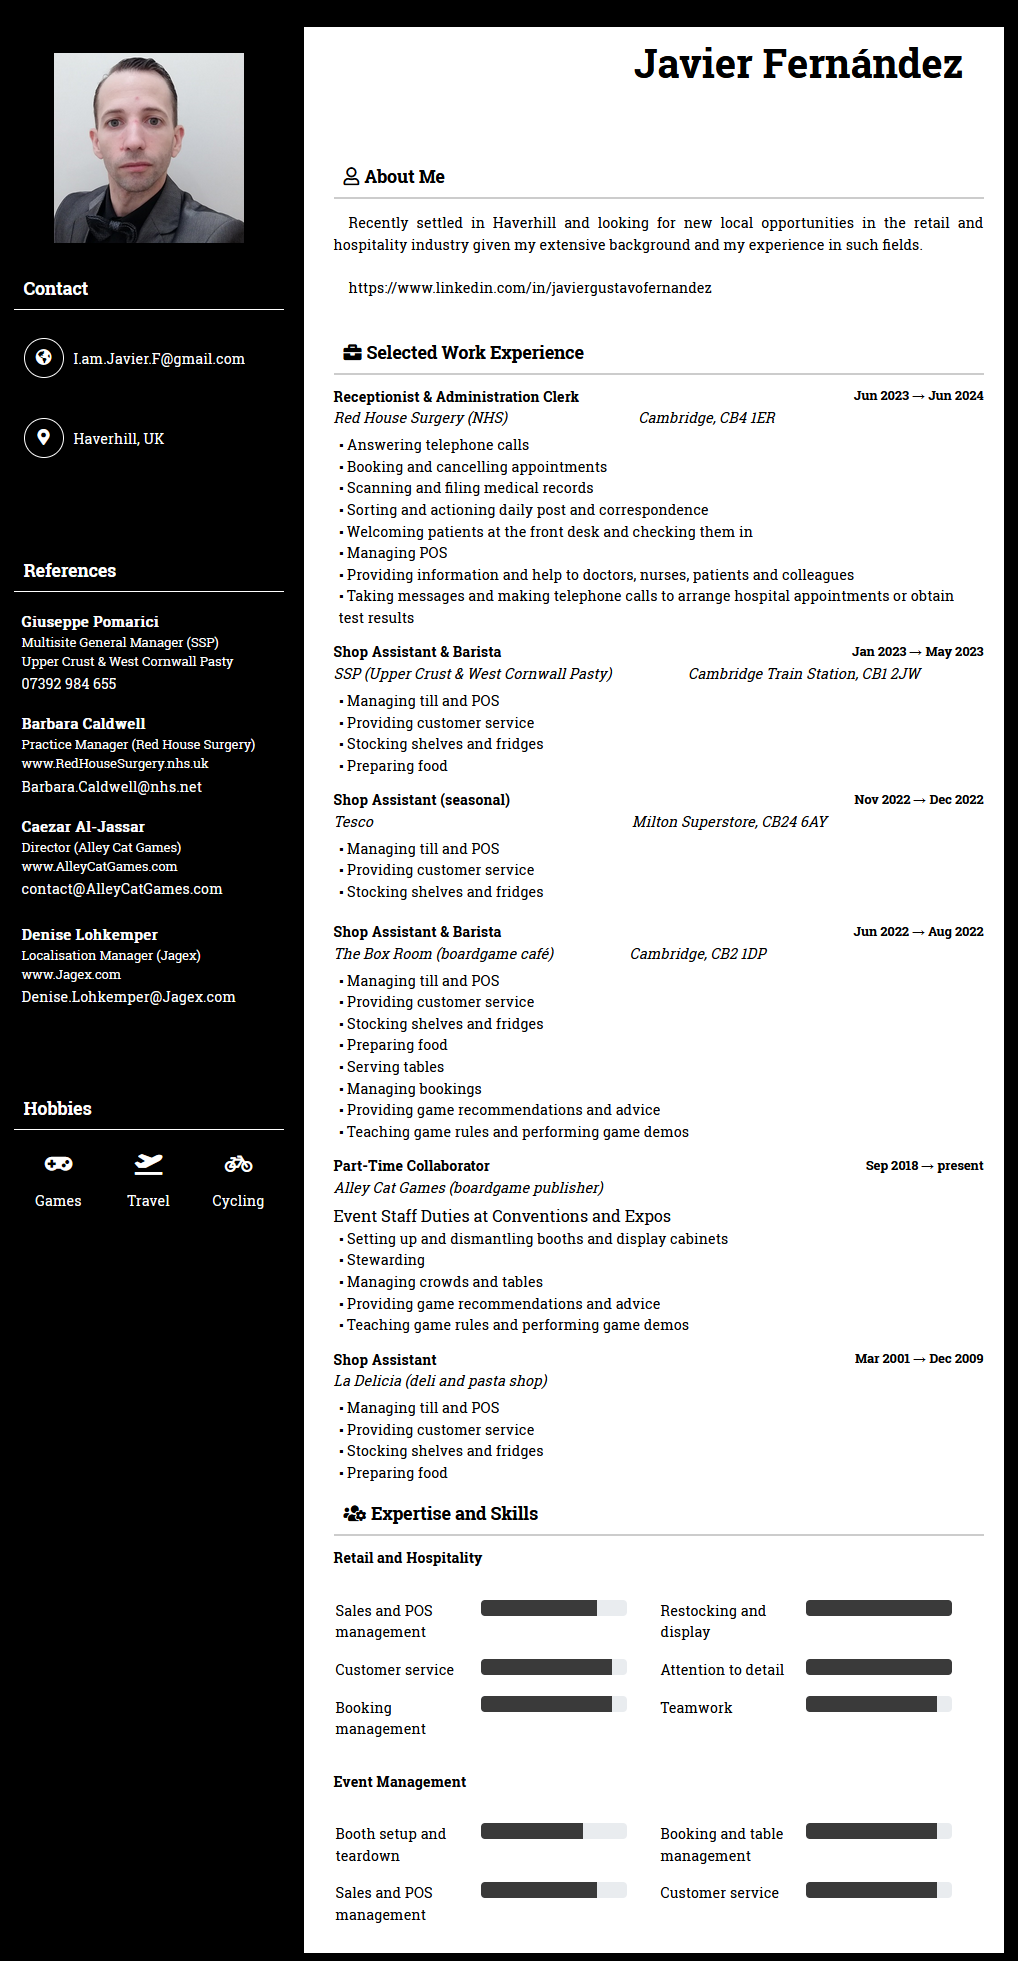 Javier Fernández
Contact
I.am.Javier.F@gmail.com
Haverhill, UK
References
Giuseppe Pomarici
Multisite General Manager (SSP)
Upper Crust & West Cornwall Pasty
07392 984 655
Barbara Caldwell
Practice Manager (Red House Surgery)
www.RedHouseSurgery.nhs.uk
Barbara.Caldwell@nhs.net
Caezar Al-Jassar
Director (Alley Cat Games)
www.AlleyCatGames.com
contact@AlleyCatGames.com
Denise Lohkemper
Localisation Manager (Jagex)
www.Jagex.com
Denise.Lohkemper@Jagex.com
Hobbies
Games Travel Cycling
About Me
Recently settled in Haverhill and looking for new local opportunities in the retail and
hospitality industry given my extensive background and my experience in such fields.
https://www.linkedin.com/in/javiergustavofernandez
Selected Work Experience
Receptionist & Administration Clerk Jun 2023 → Jun 2024
Red House Surgery (NHS) Cambridge, CB4 1ER
▪ Answering telephone calls
▪ Booking and cancelling appointments
▪ Scanning and filing medical records
▪ Sorting and actioning daily post and correspondence
▪ Welcoming patients at the front desk and checking them in
▪ Managing POS
▪ Providing information and help to doctors, nurses, patients and colleagues
▪ Taking messages and making telephone calls to arrange hospital appointments or obtain
test results
Shop Assistant & Barista Jan 2023 → May 2023
SSP (Upper Crust & West Cornwall Pasty) Cambridge Train Station, CB1 2JW
▪ Managing till and POS
▪ Providing customer service
▪ Stocking shelves and fridges
▪ Preparing food
Shop Assistant (seasonal) Nov 2022 → Dec 2022
Tesco Milton Superstore, CB24 6AY
▪ Managing till and POS
▪ Providing customer service
▪ Stocking shelves and fridges
Shop Assistant & Barista Jun 2022 → Aug 2022
The Box Room (boardgame café) Cambridge, CB2 1DP
▪ Managing till and POS
▪ Providing customer service
▪ Stocking shelves and fridges
▪ Preparing food
▪ Serving tables
▪ Managing bookings
▪ Providing game recommendations and advice
▪ Teaching game rules and performing game demos
Part-Time Collaborator Sep 2018 → present
Alley Cat Games (boardgame publisher)
Event Staff Duties at Conventions and Expos
▪ Setting up and dismantling booths and display cabinets
▪ Stewarding
▪ Managing crowds and tables
▪ Providing game recommendations and advice
▪ Teaching game rules and performing game demos
Shop Assistant Mar 2001 → Dec 2009
La Delicia (deli and pasta shop)
▪ Managing till and POS
▪ Providing customer service
▪ Stocking shelves and fridges
▪ Preparing food
Expertise and Skills
Retail and Hospitality
Sales and POS
management
Restocking and
display
Customer service
Attention to detail
Booking
management
Teamwork
Event Management
Booth setup and
teardown
Booking and table
management
Sales and POS
management
Customer service